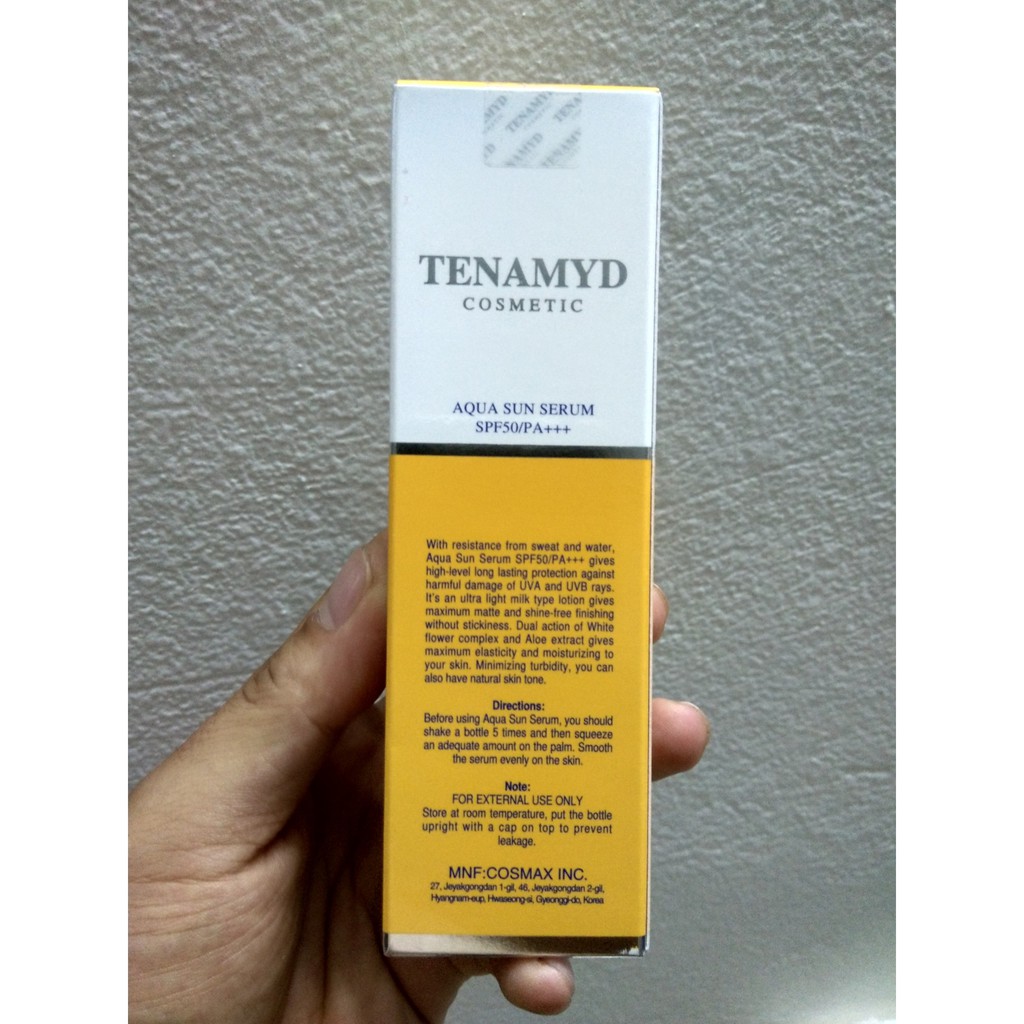 MYD TENAMYD TENA
YD TENAMYD TENAMY
TENAMYD
COSMETIC
AQUA SUN SERUM
SPF50/PA+++
With resistance from sweat and water,
Aqua Sun Serum SPF50/PA+++ gives
high-level long lasting protection against
harmful damage of UVA and UVB rays.
It's an ultra light milk type lotion gives
maximum matte and shine-free finishing
without stickiness. Dual action of White
flower complex and Aloe extract gives
maximum elasticity and moisturizing to
your skin. Minimizing turbidity, you can
also have natural skin tone.
Directions:
Before using Aqua Sun Serum, you should
shake a bottle 5 times and then squeeze
an adequate amount on the palm. Smooth
the serum evenly on the skin.
Note:
FOR EXTERNAL USE ONLY
Store at room temperature, put the bottle
upright with a cap on top to prevent
leakage.
MNF:COSMAX INC.
27, Jeyakgongdan 1-gil, 46, Jeyakgongdan 2-gil,
Hyangnam-eup, Hwaseong-si, Gyeonggi-do, Korea